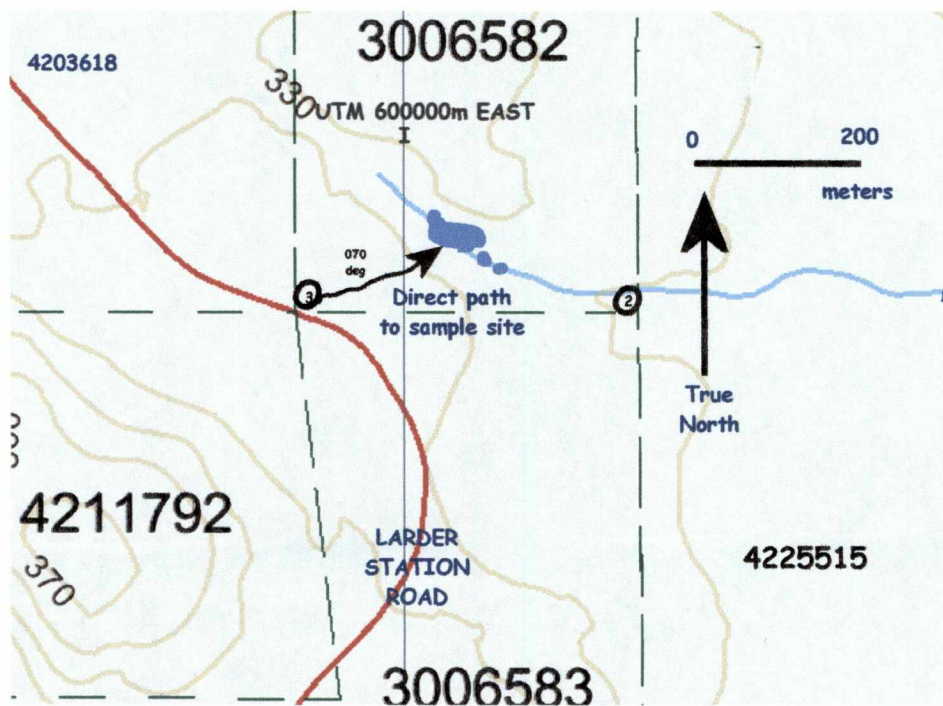 3006582
4203618
330
UTM 600000m EAST
I
0 200
meters
070
deg
3
Direct path
to sample site
2
True
North
4211792
370
LARDER
STATION
ROAD
4225515
3006583